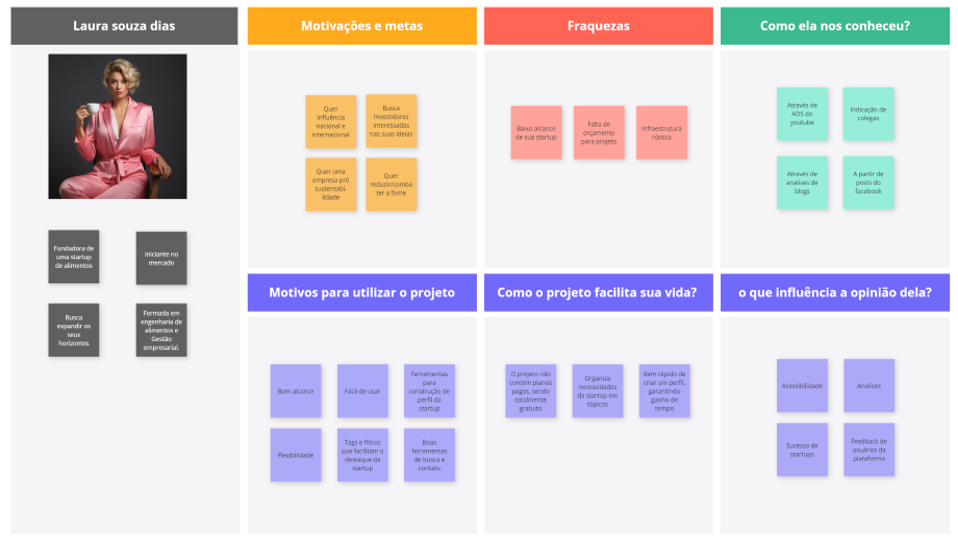 Laura souza dias
Fundadora de
uma startup
de alimentos
Iniciante no
mercado
Busca
expandir os
seus
horizontes
Formada em
engenharia de
alimentos e
Gestão
empresarial.
Motivações e metas
Quer
influência
nacional e
internacional
Busca
Investidores
interessadas
nas suas ideias
Quer uma
empresa pró
sustentabi-
lidade
Quer
reduzir/comba
ter a fome
Fraquezas
Baixo alcance
de sua startup
Falta de
orçamento
para projeto
Infraestrutura
rústica
Como ela nos conheceu?
Através de
ADS do
youtube
Indicação de
colegas
Através de
analises de
blogs
A partir de
posts do
facebook
Motivos para utilizar o projeto
Bom alcance
Fácil de usar
Ferramentas
para
construção de
perfil da
startup
Flexibilidade
Tags e filtros
que facilitam o
destaque da
startup
Boas
ferramentas
de busca e
contato
Como o projeto facilita sua vida?
O projeto não
contém planos
pagos, sendo
totalmente
gratuito
Organiza
necessidades
da startup em
tópicos
Bem rápido de
criar um perfil,
garantindo
ganho de
tempo
o que influência a opinião dela?
Acessibilidade
Analises
Sucesso de
startups
Feedback de
usuários da
plataforma